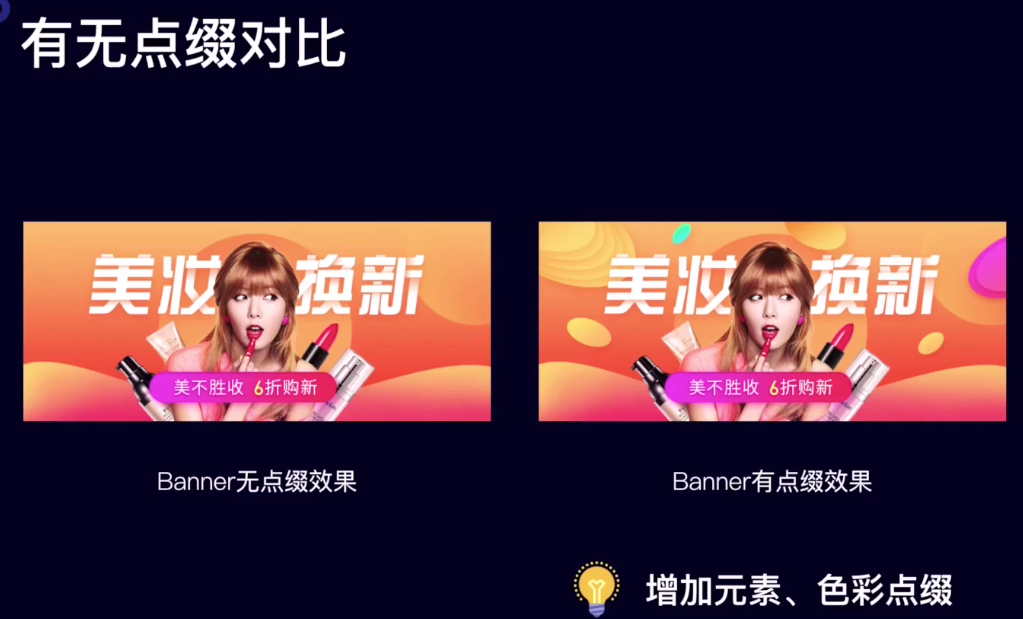 有无点缀对比
美妆换新
美不胜收 6折购新
Banner无点缀效果
美妆换新
美不胜收 6折购新
Banner有点缀效果
增加元素、色彩点缀